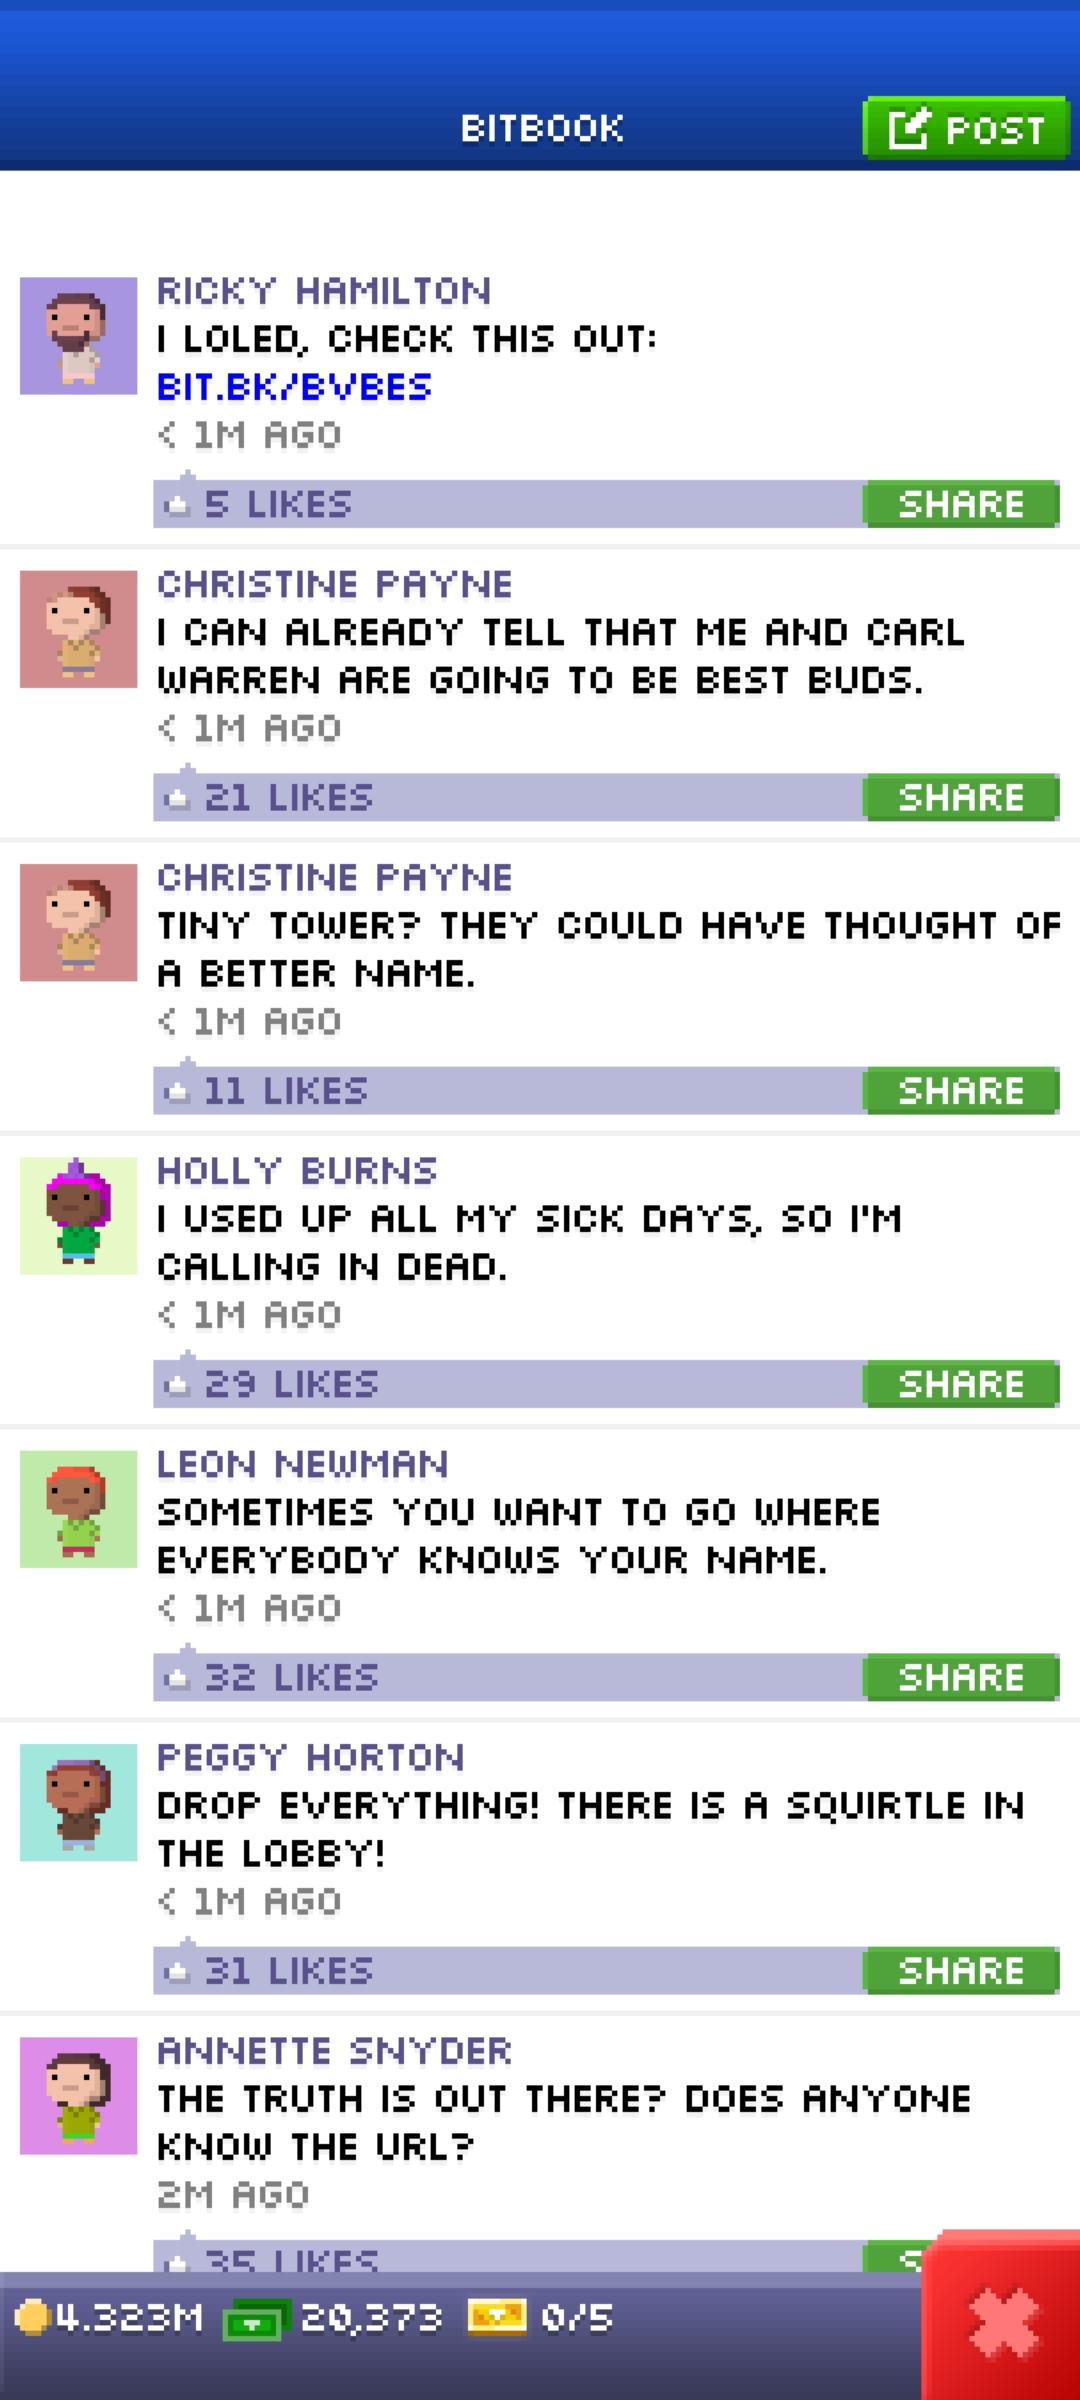 BITBOOK
POST
RICKY HAMILTON
I LOLED, CHECK THIS OUT:
BIT.BK/BVBES
< 1M AGO
5 LIKES
SHARE
CHRISTINE PAYNE
I CAN ALREADY TELL THAT ME AND CARL
WARREN ARE GOING TO BE BEST BUDS.
< 1M AGO
21 LIKES
SHARE
CHRISTINE PAYNE
TINY TOWER? THEY COULD HAVE THOUGHT OF
A BETTER NAME.
< 1M AGO
11 LIKES
SHARE
HOLLY BURNS
I USED UP ALL MY SICK DAYS, SO I'M
CALLING IN DEAD.
< 1M AGO
29 LIKES
SHARE
LEON NEWMAN
SOMETIMES YOU WANT TO GO WHERE
EVERYBODY KNOWS YOUR NAME.
< 1M AGO
32 LIKES
SHARE
PEGGY HORTON
DROP EVERYTHING! THERE IS A SQUIRTLE IN
THE LOBBY!
< 1M AGO
31 LIKES
SHARE
ANNETTE SNYDER
THE TRUTH IS OUT THERE? DOES ANYONE
KNOW THE URL?
2M AGO
35 LIKES
4.323M 20,373 0/5